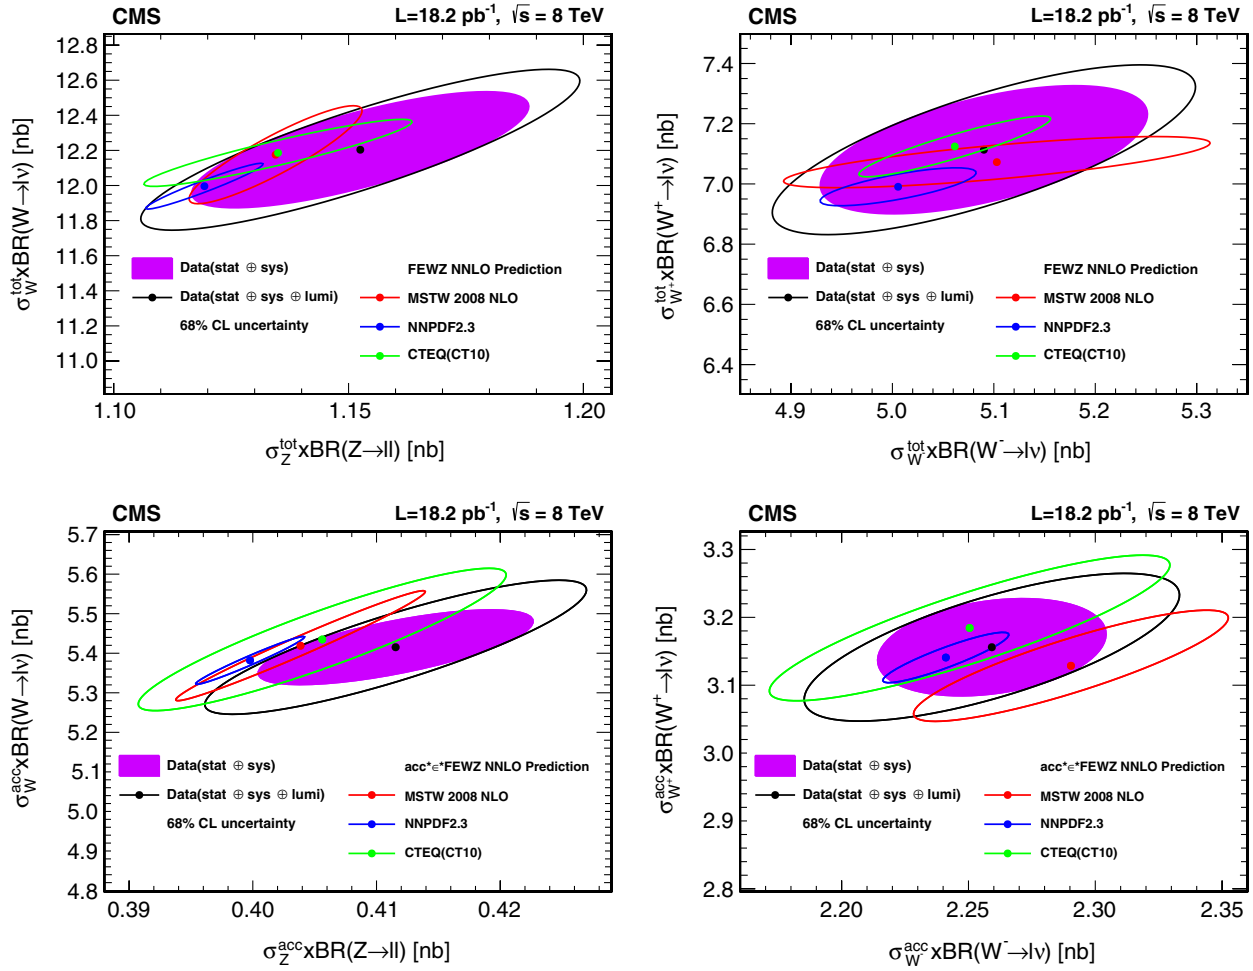 CMS L=18.2 pb⁻¹, √s = 8 TeV
σ_W^tot xBR(W→lν) [nb]
12.8
12.6
12.4
12.2
12.0
11.8
11.6
11.4
11.2
11.0
Data(stat ⊕ sys)
Data(stat ⊕ sys ⊕ lumi)
68% CL uncertainty
FEWZ NNLO Prediction
MSTW 2008 NLO
NNPDF2.3
CTEQ(CT10)
1.10 1.15 1.20
σ_Z^tot xBR(Z→ll) [nb]
CMS L=18.2 pb⁻¹, √s = 8 TeV
σ_W⁺^tot xBR(W⁺→lν) [nb]
7.4
7.2
7.0
6.8
6.6
6.4
Data(stat ⊕ sys)
Data(stat ⊕ sys ⊕ lumi)
68% CL uncertainty
FEWZ NNLO Prediction
MSTW 2008 NLO
NNPDF2.3
CTEQ(CT10)
4.9 5.0 5.1 5.2 5.3
σ_W⁻^tot xBR(W⁻→lν) [nb]
CMS L=18.2 pb⁻¹, √s = 8 TeV
σ_W^acc xBR(W→lν) [nb]
5.7
5.6
5.5
5.4
5.3
5.2
5.1
5.0
4.9
4.8
Data(stat ⊕ sys)
Data(stat ⊕ sys ⊕ lumi)
68% CL uncertainty
acc*∈*FEWZ NNLO Prediction
MSTW 2008 NLO
NNPDF2.3
CTEQ(CT10)
0.39 0.40 0.41 0.42
σ_Z^acc xBR(Z→ll) [nb]
CMS L=18.2 pb⁻¹, √s = 8 TeV
σ_W⁺^acc xBR(W⁺→lν) [nb]
3.3
3.2
3.1
3.0
2.9
2.8
Data(stat ⊕ sys)
Data(stat ⊕ sys ⊕ lumi)
68% CL uncertainty
acc*∈*FEWZ NNLO Prediction
MSTW 2008 NLO
NNPDF2.3
CTEQ(CT10)
2.20 2.25 2.30 2.35
σ_W⁻^acc xBR(W⁻→lν) [nb]